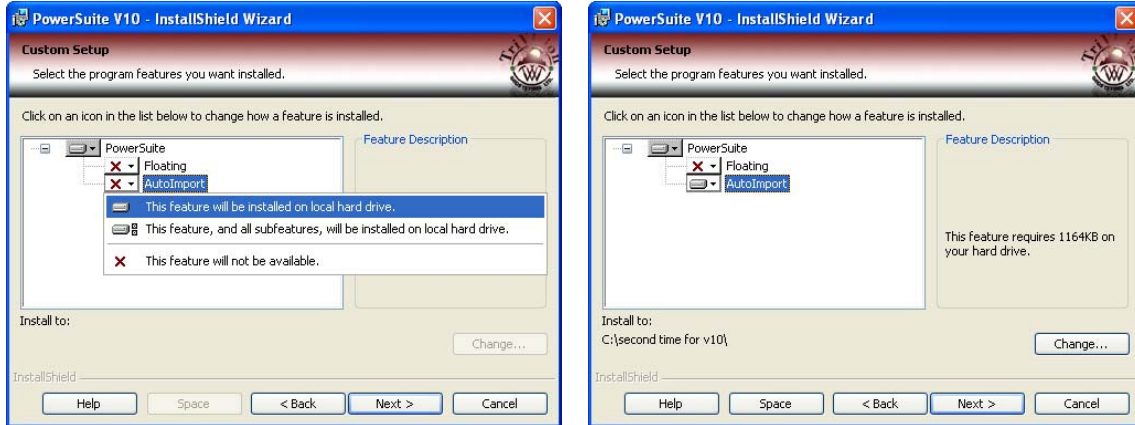 PowerSuite V10 - InstallShield Wizard
Custom Setup
Select the program features you want installed.
Click on an icon in the list below to change how a feature is installed.
PowerSuite
Floating
AutoImport
Feature Description
This feature will be installed on local hard drive.
This feature, and all subfeatures, will be installed on local hard drive.
This feature will not be available.
Install to:
Change...
InstallShield
Help
Space
< Back
Next >
Cancel
PowerSuite V10 - InstallShield Wizard
Custom Setup
Select the program features you want installed.
Click on an icon in the list below to change how a feature is installed.
PowerSuite
Floating
AutoImport
Feature Description
This feature requires 1164KB on
your hard drive.
Install to:
C:\second time for v10\
Change...
InstallShield
Help
Space
< Back
Next >
Cancel